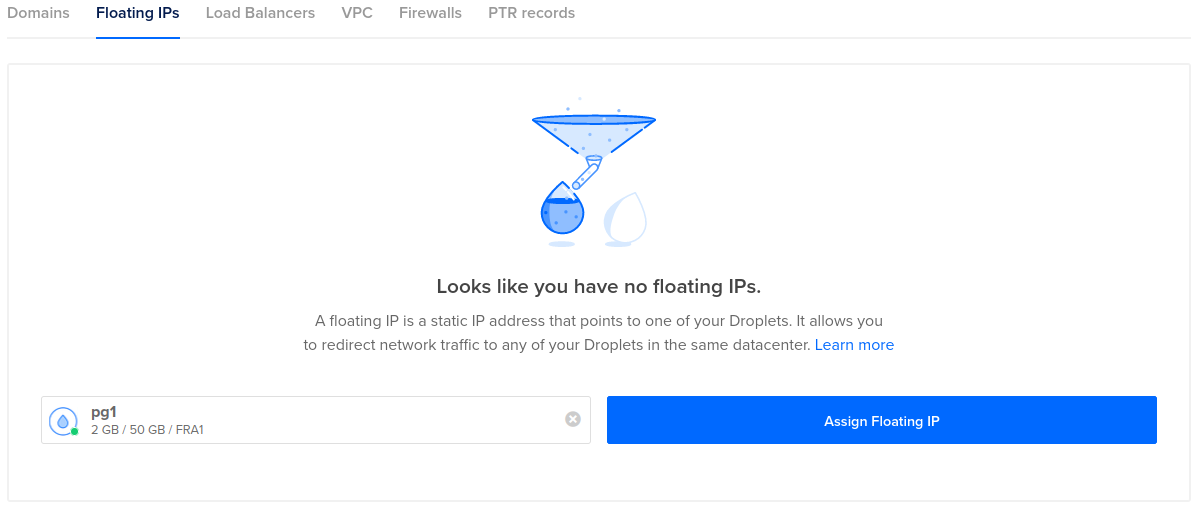 Domains Floating IPs Load Balancers VPC Firewalls PTR records
Looks like you have no floating IPs.
A floating IP is a static IP address that points to one of your Droplets. It allows you
to redirect network traffic to any of your Droplets in the same datacenter. Learn more
pg1
2 GB / 50 GB / FRA1
Assign Floating IP